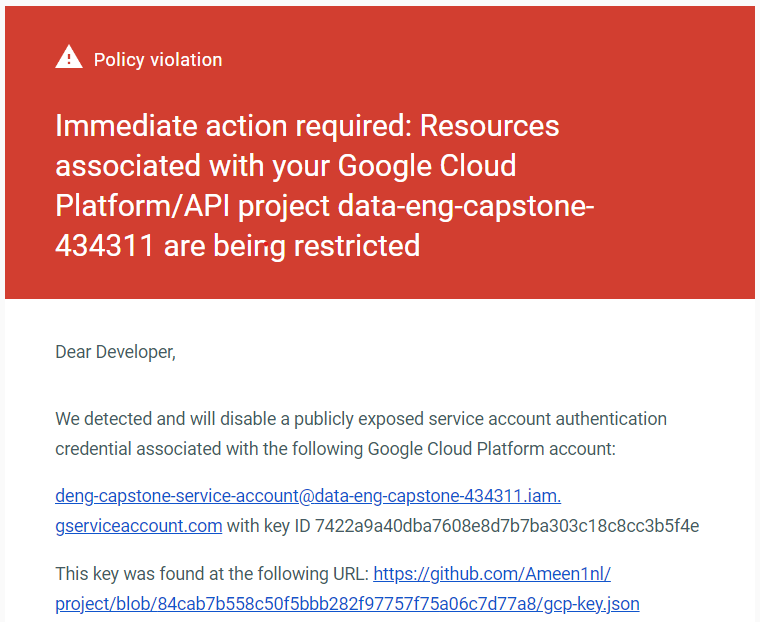 Policy violation
Immediate action required: Resources
associated with your Google Cloud
Platform/API project data-eng-capstone-
434311 are being restricted
Dear Developer,
We detected and will disable a publicly exposed service account authentication
credential associated with the following Google Cloud Platform account:
deng-capstone-service-account@data-eng-capstone-434311.iam.
gserviceaccount.com with key ID 7422a9a40dba7608e8d7b7ba303c18c8cc3b5f4e
This key was found at the following URL: https://github.com/Ameen1nl/
project/blob/84cab7b558c50f5bbb282f97757f75a06c7d77a8/gcp-key.json